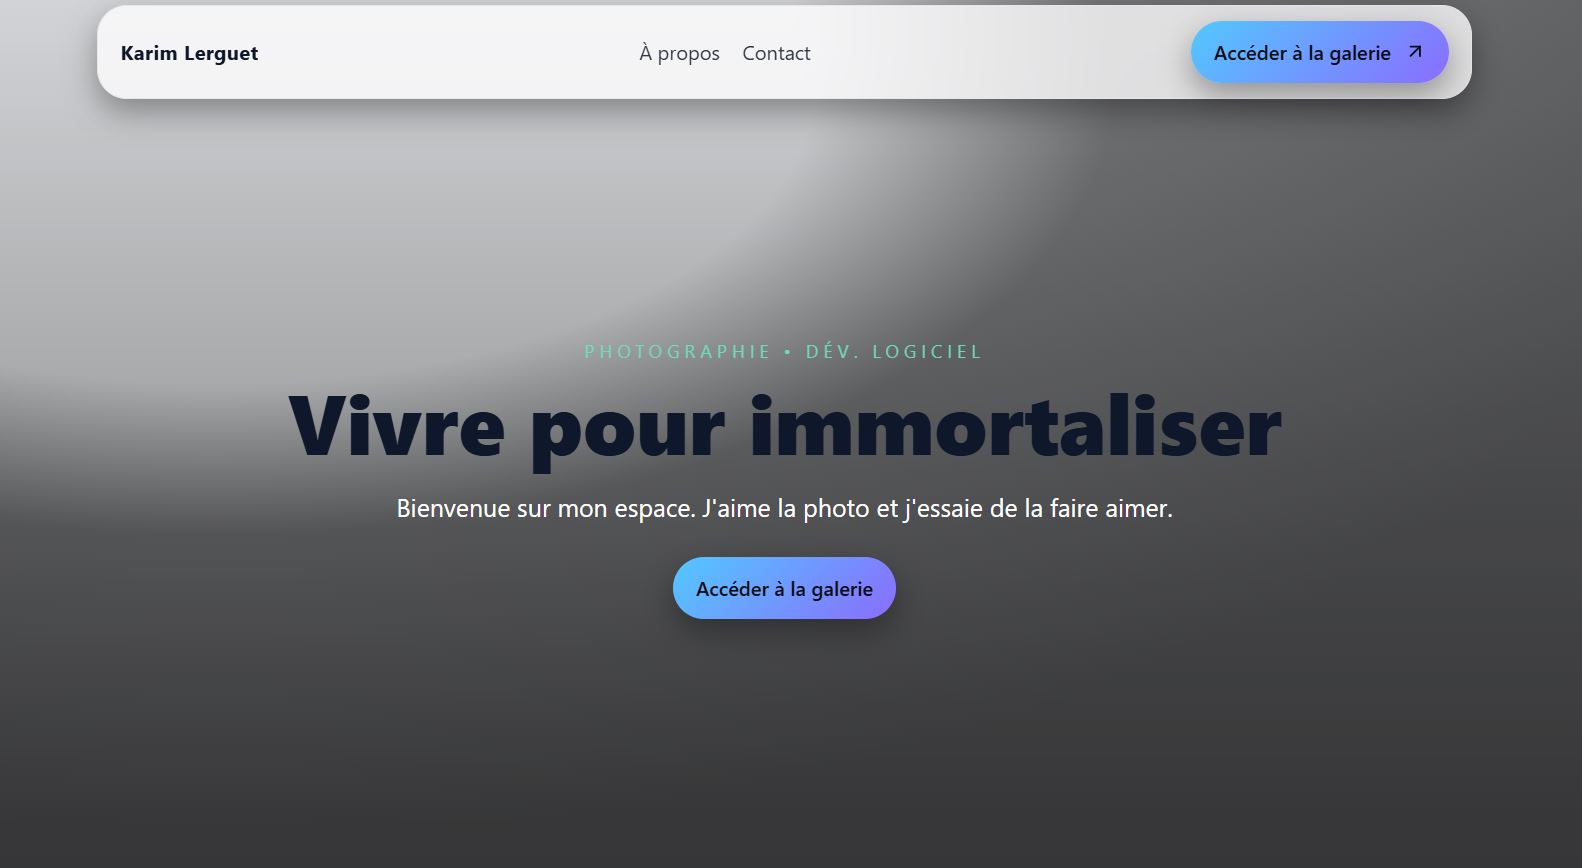 Karim Lerguet
À propos Contact
Accéder à la galerie
PHOTOGRAPHIE • DÉV. LOGICIEL
Vivre pour immortaliser
Bienvenue sur mon espace. J'aime la photo et j'essaie de la faire aimer.
Accéder à la galerie